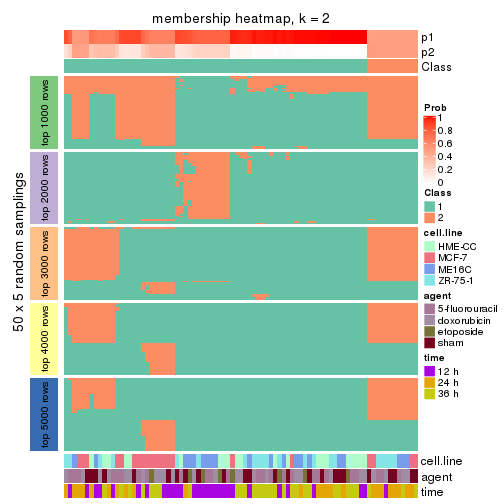 membership heatmap, k = 2
p1
p2
Class
50 x 5 random samplings
top 1000 rows
top 2000 rows
top 3000 rows
top 4000 rows
top 5000 rows
cell.line
agent
time
Prob
1
0.8
0.6
0.4
0.2
0
Class
1
2
cell.line
HME-CC
MCF-7
ME16C
ZR-75-1
agent
5-fluorouracil
doxorubicin
etoposide
sham
time
12 h
24 h
36 h